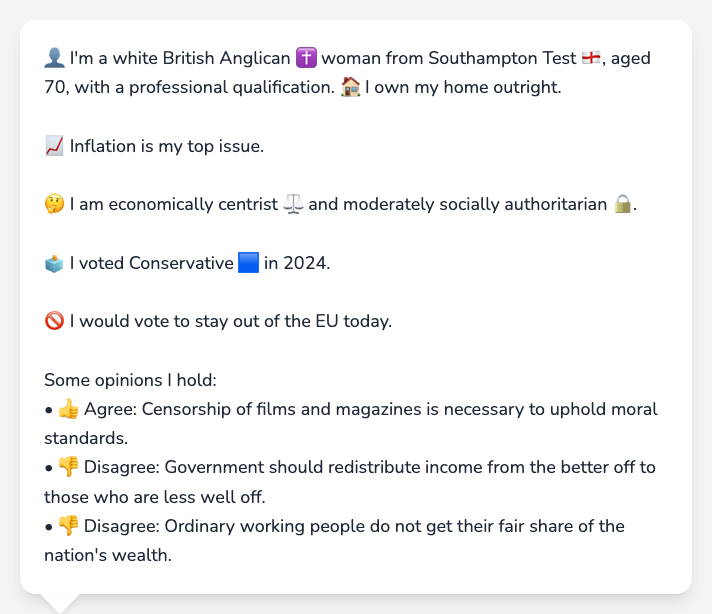 👤 I'm a white British Anglican ✝️ woman from Southampton Test 🏴󠁧󠁢󠁥󠁮󠁧󠁿, aged
70, with a professional qualification. 🏠 I own my home outright.
📈 Inflation is my top issue.
🤔 I am economically centrist ⚖️ and moderately socially authoritarian 🔒.
🗳️ I voted Conservative 🟦 in 2024.
🚫 I would vote to stay out of the EU today.
Some opinions I hold:
• 👍 Agree: Censorship of films and magazines is necessary to uphold moral
standards.
• 👎 Disagree: Government should redistribute income from the better off to
those who are less well off.
• 👎 Disagree: Ordinary working people do not get their fair share of the
nation's wealth.